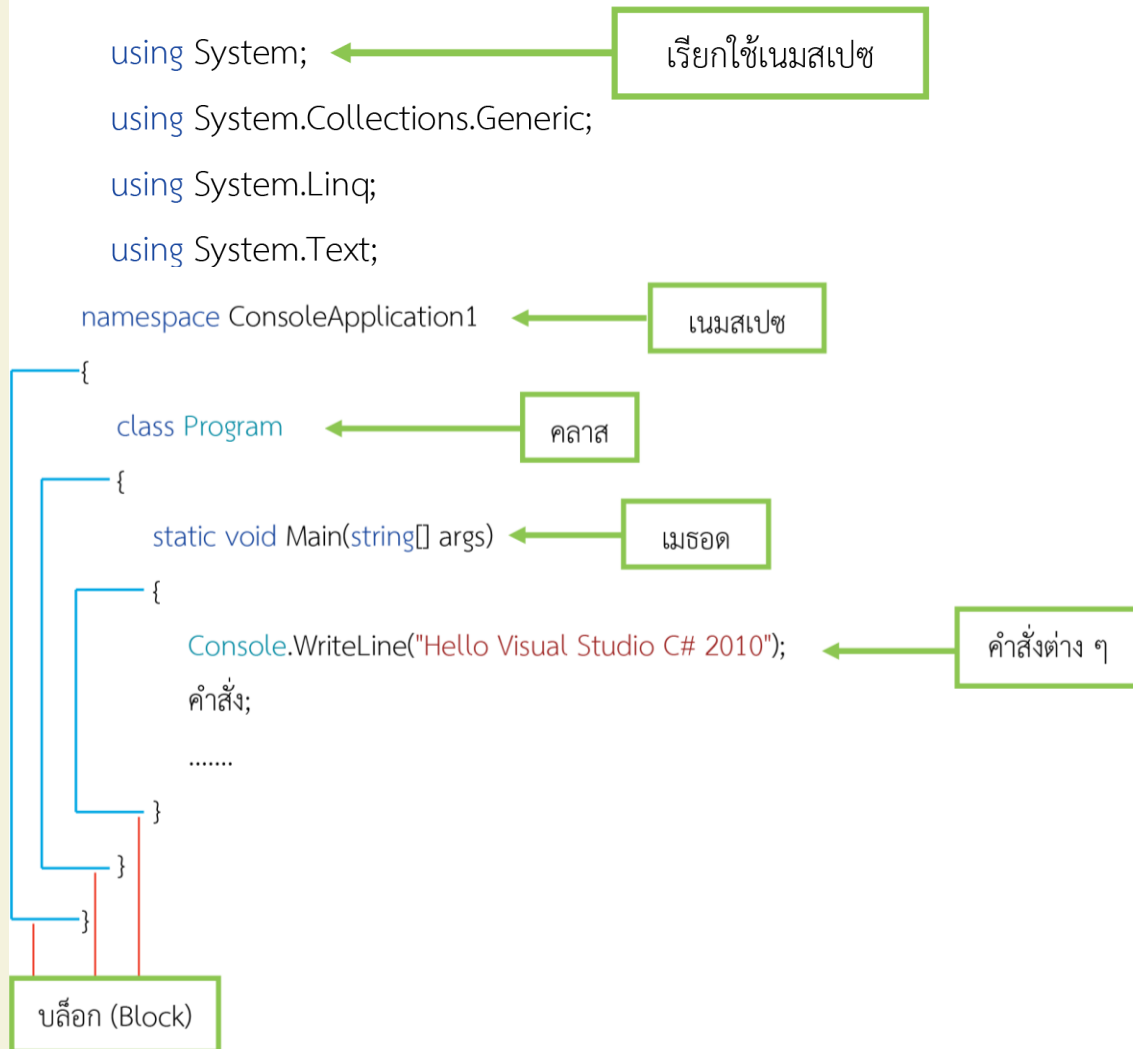 using System;
เรียกใช้เนมสเปซ
using System.Collections.Generic;
using System.Linq;
using System.Text;
namespace ConsoleApplication1
เนมสเปซ
{
class Program
คลาส
{
static void Main(string[] args)
เมธอด
{
Console.WriteLine("Hello Visual Studio C# 2010");
คำสั่งต่าง ๆ
คำสั่ง;
.......
}
}
}
บล็อก (Block)